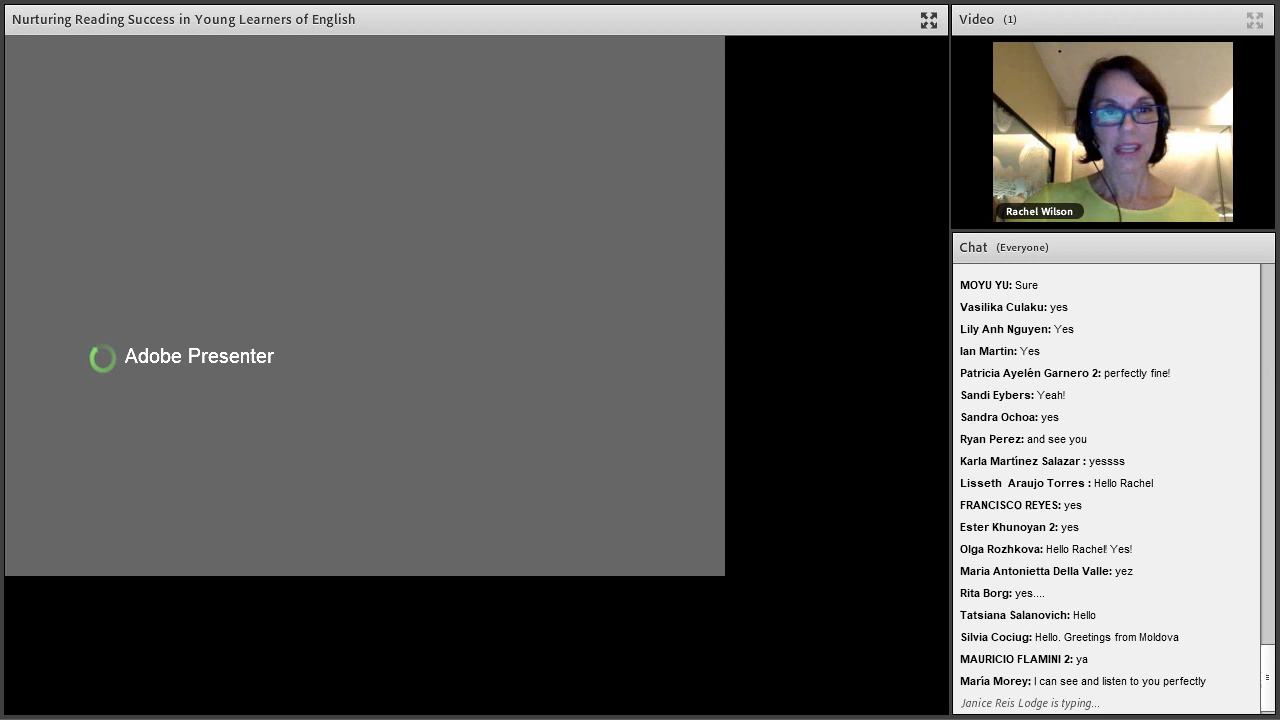 Nurturing Reading Success in Young Learners of English
Adobe Presenter
Video (1)
Rachel Wilson
Chat (Everyone)
MOYU YU: Sure
Vasilika Culaku: yes
Lily Anh Nguyen: Yes
Ian Martin: Yes
Patricia Ayelén Garnero 2: perfectly fine!
Sandi Eybers: Yeah!
Sandra Ochoa: yes
Ryan Perez: and see you
Karla Martínez Salazar : yessss
Lisseth  Araujo Torres : Hello Rachel
FRANCISCO REYES: yes
Ester Khunoyan 2: yes
Olga Rozhkova: Hello Rachel! Yes!
Maria Antonietta Della Valle: yez
Rita Borg: yes....
Tatsiana Salanovich: Hello
Silvia Cociug: Hello. Greetings from Moldova
MAURICIO FLAMINI 2: ya
María Morey: I can see and listen to you perfectly
Janice Reis Lodge is typing...